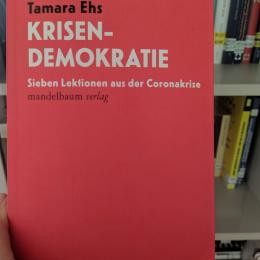 Tamara Ehs
KRISEN-
DEMOKRATIE
Sieben Lektionen aus der Coronakrise
mandelbaum verlag